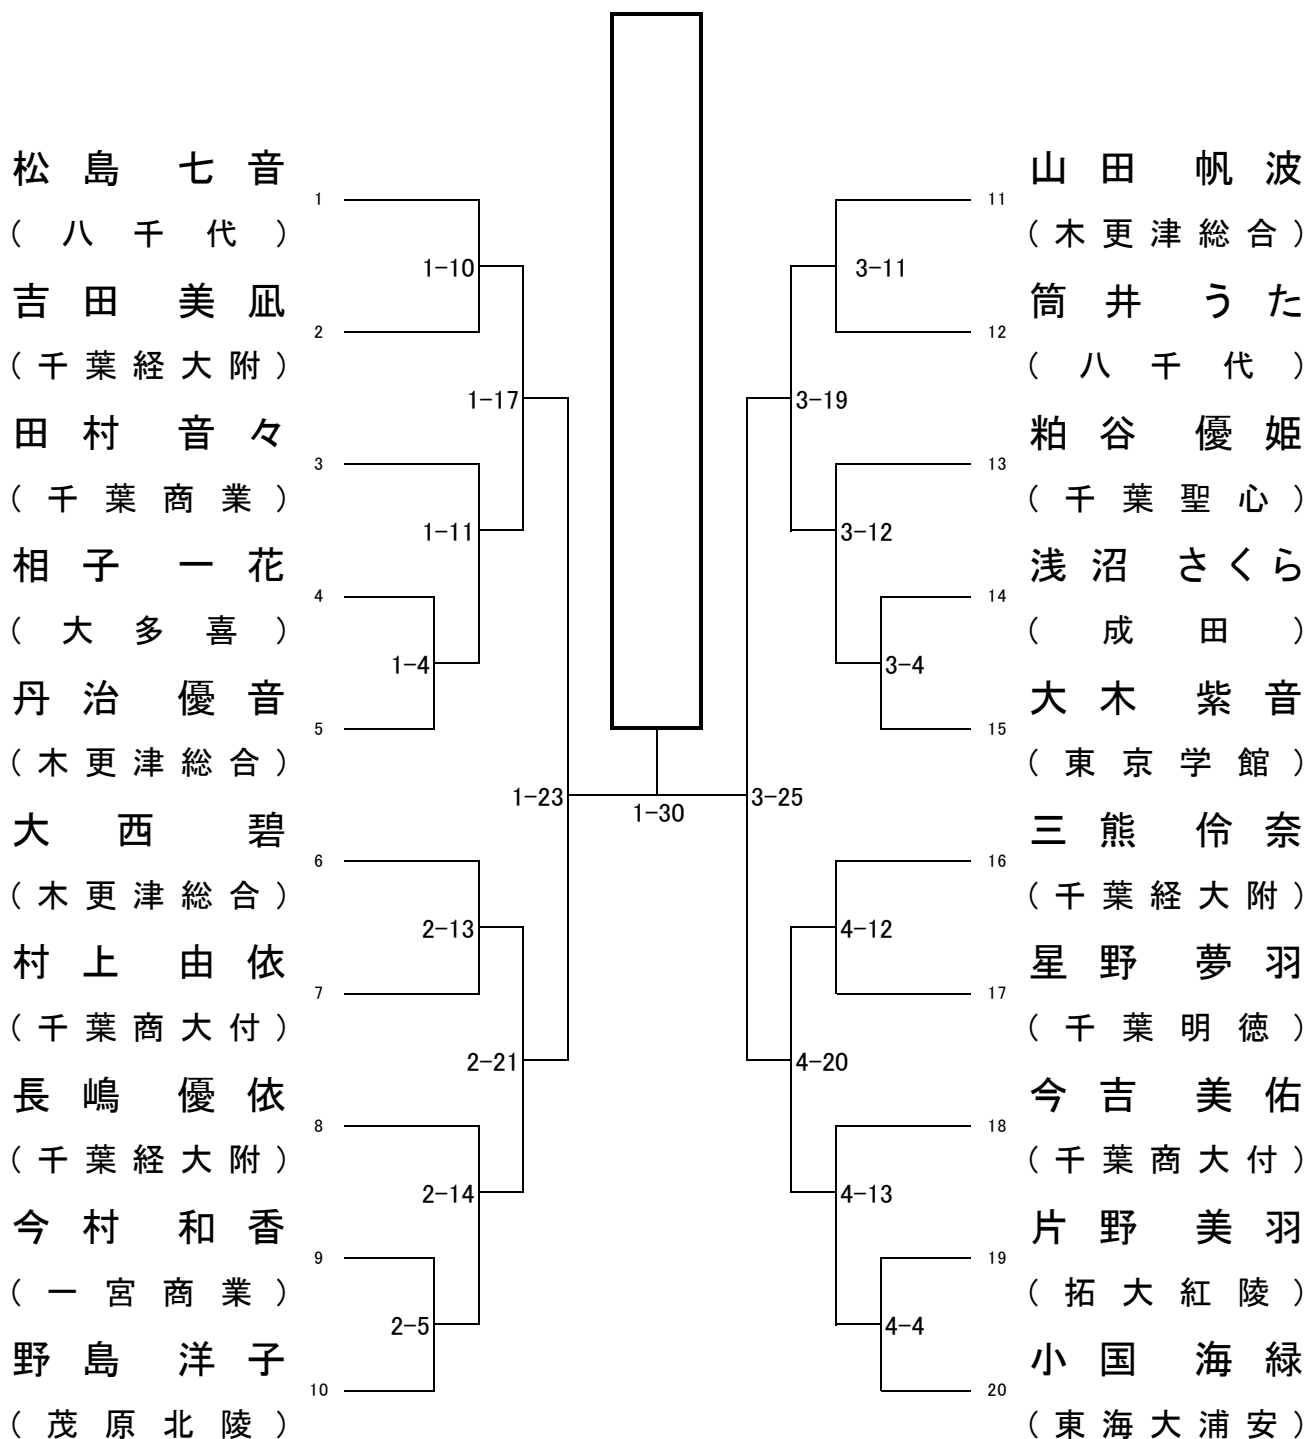 松島 七音
1
(八千代)
1-10
吉田 美凪
2
(千葉経大附)
1-17
田村 音々
3
(千葉商業)
1-11
相子 一花
4
(大多喜)
1-4
丹治 優音
5
(木更津総合)
1-23
大西 碧
6
(木更津総合)
2-13
村上 由依
7
(千葉商大付)
2-21
長嶋 優依
8
(千葉経大附)
2-14
今村 和香
9
(一宮商業)
2-5
野島 洋子
10
(茂原北陵)
1-30
山田 帆波
11
(木更津総合)
3-11
筒井 うた
12
(八千代)
3-19
粕谷 優姫
13
(千葉聖心)
3-12
浅沼 さくら
14
(成田)
3-4
大木 紫音
15
(東京学館)
3-25
三熊 伶奈
16
(千葉経大附)
4-12
星野 夢羽
17
(千葉明徳)
4-20
今吉 美佑
18
(千葉商大付)
4-13
片野 美羽
19
(拓大紅陵)
4-4
小国 海緑
20
(東海大浦安)